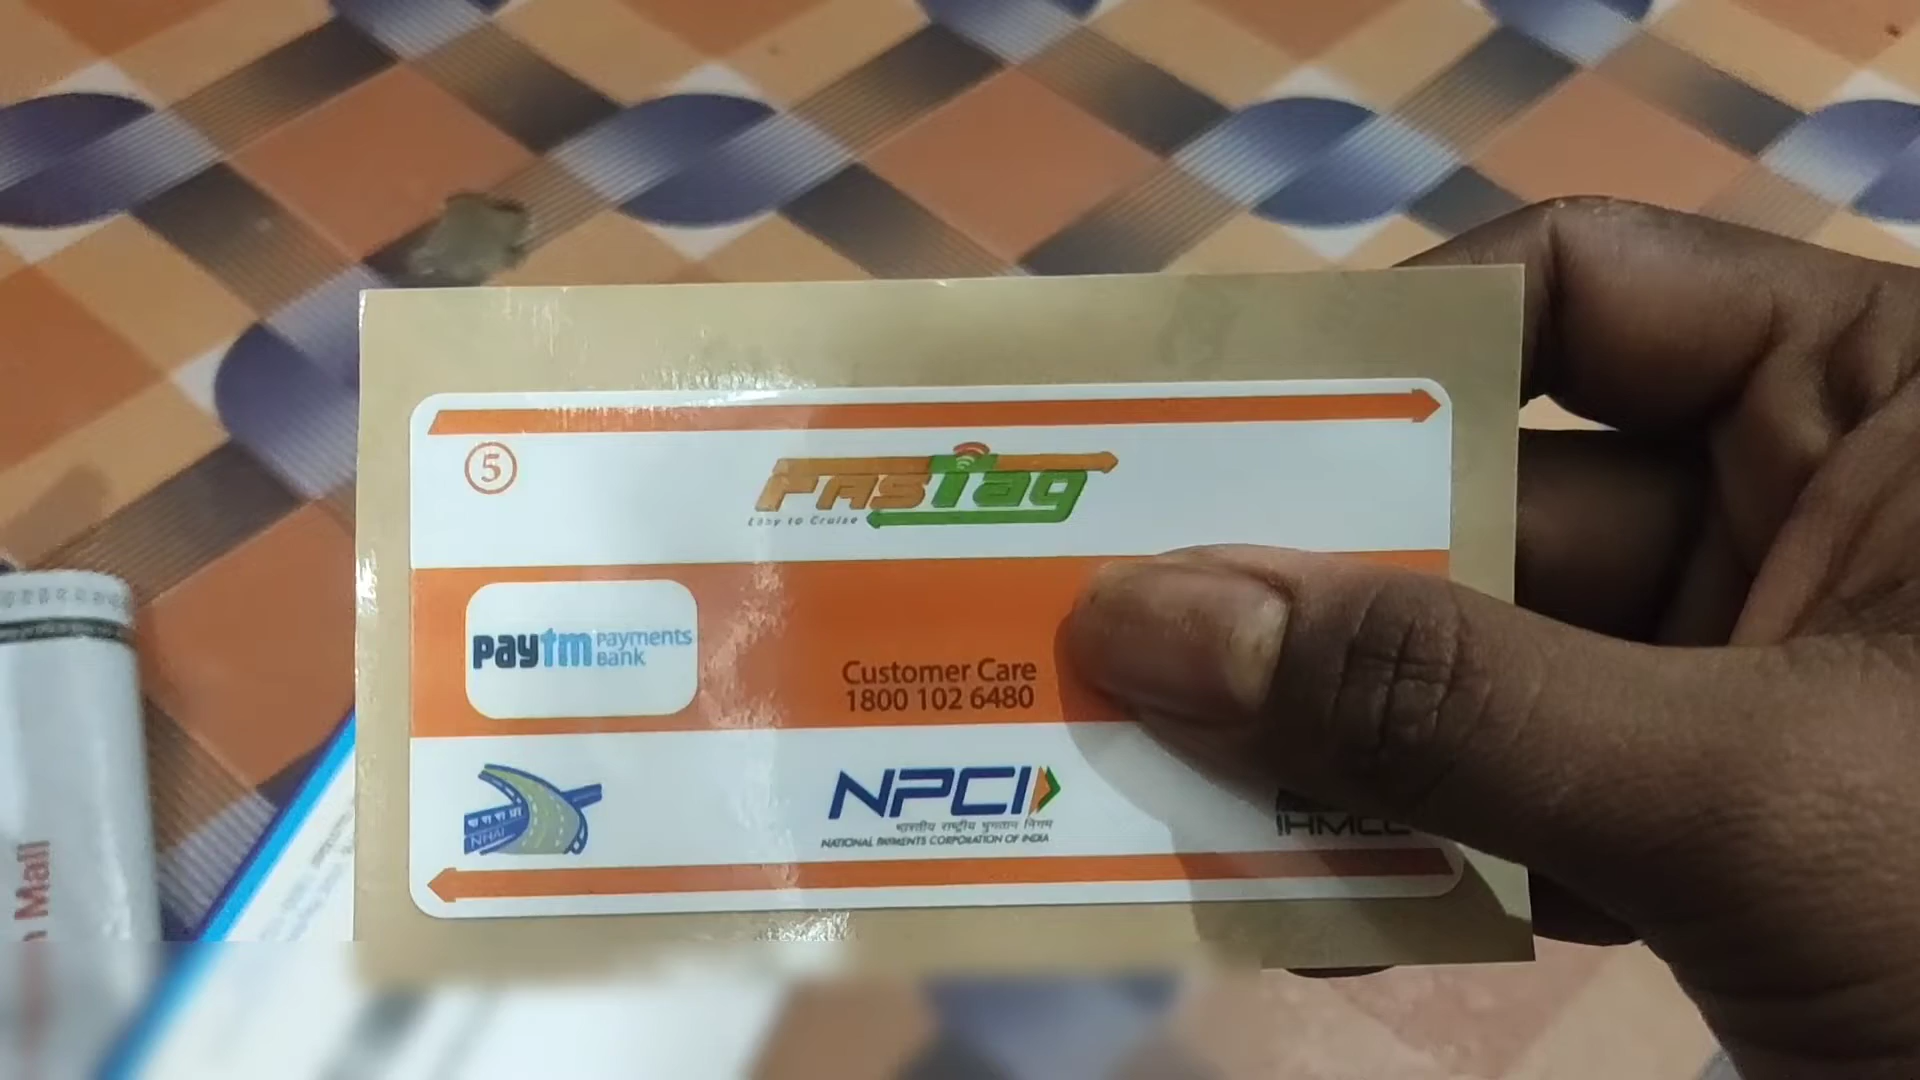 5
FASTag
Easy to Cruise
paytm Payments
Bank
Customer Care
1800 102 6480
भा रा रा प्रा
NHAI
NPCI
भारतीय राष्ट्रीय भुगतान निगम
NATIONAL PAYMENTS CORPORATION OF INDIA
IHMCL
Mall